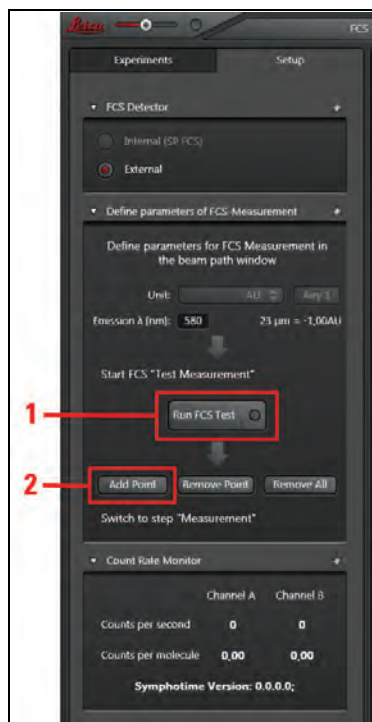 Leica
FCS
Experiments
Setup
FCS Detector
Internal (SP FCS)
External
Define parameters of FCS-Measurement
Define parameters for FCS Measurement in
the beam path window
Unit:
AU
Airy 1
Emission λ [nm]: 580
23 µm = -1,00AU
Start FCS "Test Measurement"
1
Run FCS Test
2
Add Point
Remove Point
Remove All
Switch to step "Measurement"
Count Rate Monitor
Channel A
Channel B
Counts per second
0
0
Counts per molecule
0,00
0,00
Symphotime Version: 0.0.0.0;